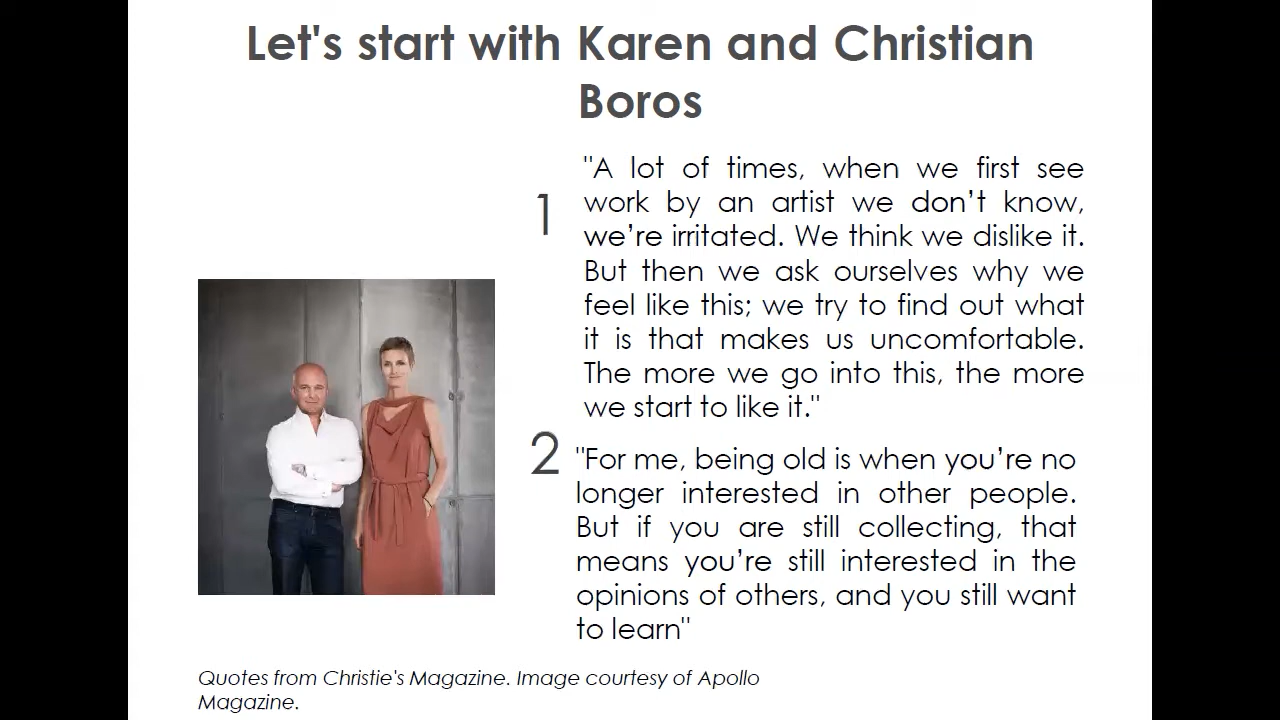 Let's start with Karen and Christian
Boros
1
"A lot of times, when we first see
work by an artist we don’t know,
we’re irritated. We think we dislike it.
But then we ask ourselves why we
feel like this; we try to find out what
it is that makes us uncomfortable.
The more we go into this, the more
we start to like it."
2
"For me, being old is when you’re no
longer interested in other people.
But if you are still collecting, that
means you’re still interested in the
opinions of others, and you still want
to learn"
Quotes from Christie's Magazine. Image courtesy of Apollo
Magazine.